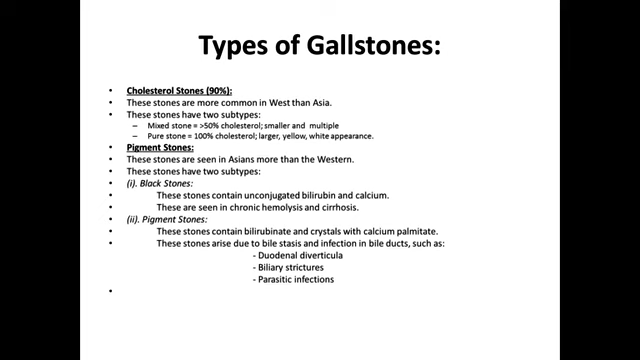 Types of Gallstones:
• Cholesterol Stones (90%):
• These stones are more common in West than Asia.
• These stones have two subtypes:
– Mixed stone = >50% cholesterol; smaller and multiple
– Pure stone = 100% cholesterol; larger, yellow, white appearance.
• Pigment Stones:
• These stones are seen in Asians more than the Western.
• These stones have two subtypes:
• (i). Black Stones:
• These stones contain unconjugated bilirubin and calcium.
• These are seen in chronic hemolysis and cirrhosis.
• (ii). Pigment Stones:
• These stones contain bilirubinate and crystals with calcium palmitate.
• These stones arise due to bile stasis and infection in bile ducts, such as:
- Duodenal diverticula
- Biliary strictures
- Parasitic infections
•